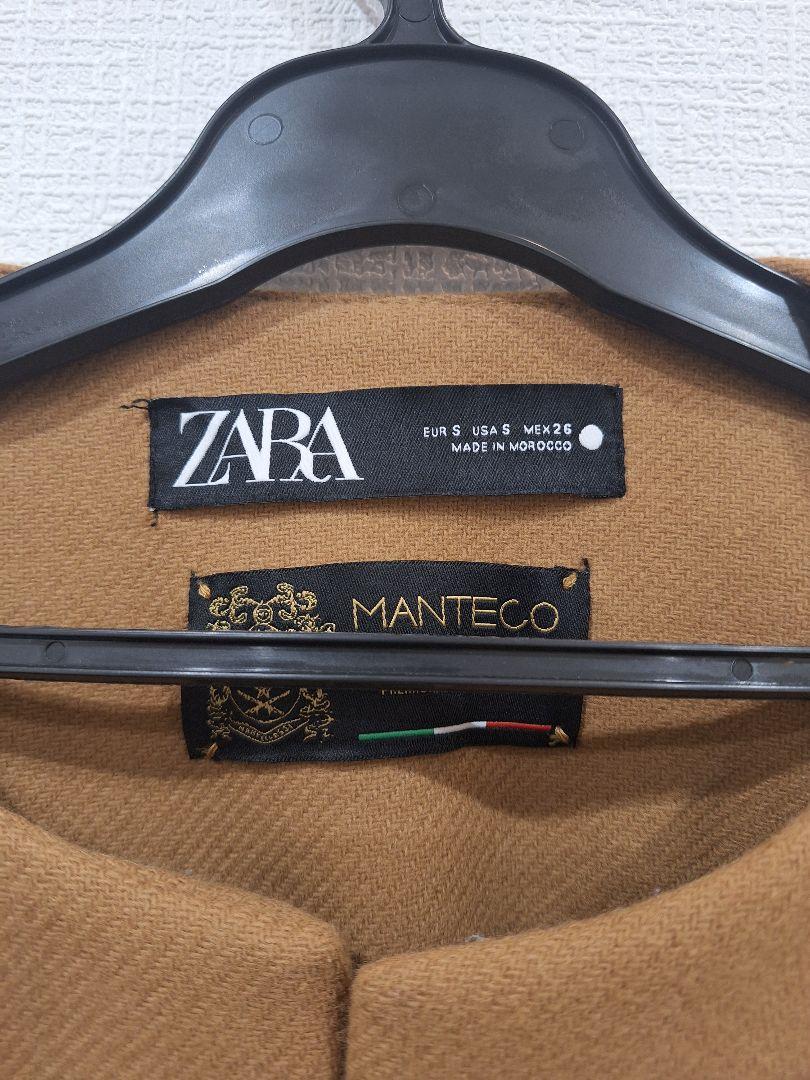 ZARA
EUR S USA S MEX 26
MADE IN MOROCCO
MANTECO